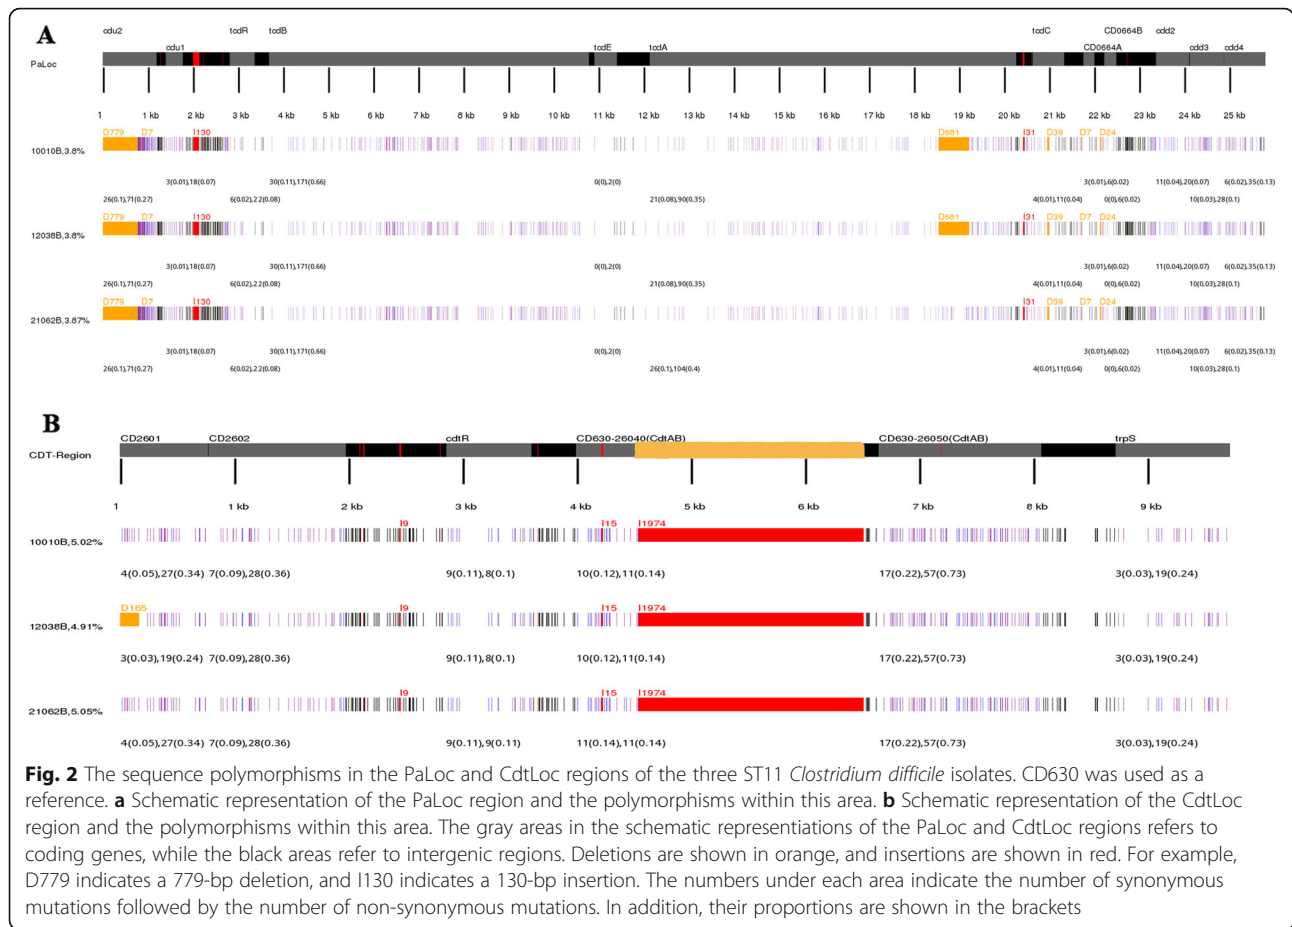 A
cdu2 tcdR tcdB tcdC CD0664B cdd2
cdu1 tcdE tcdA CD0664A cdd3 cdd4
PaLoc
1 1 kb 2 kb 3 kb 4 kb 5 kb 6 kb 7 kb 8 kb 9 kb 10 kb 11 kb 12 kb 13 kb 14 kb 15 kb 16 kb 17 kb 18 kb 19 kb 20 kb 21 kb 22 kb 23 kb 24 kb 25 kb
D779 D7 I130 D681 I31 D39 D7 D24
10010B,3.8%
3(0.01),18(0.07) 30(0.11),171(0.66) 0(0),2(0) 3(0.01),6(0.02) 11(0.04),20(0.07) 6(0.02),35(0.13)
26(0.1),71(0.27) 6(0.02),22(0.08) 21(0.08),90(0.35) 4(0.01),11(0.04) 0(0),6(0.02) 10(0.03),28(0.1)
D779 D7 I130 D681 I31 D39 D7 D24
12038B,3.8%
3(0.01),18(0.07) 30(0.11),171(0.66) 0(0),2(0) 3(0.01),6(0.02) 11(0.04),20(0.07) 6(0.02),35(0.13)
26(0.1),71(0.27) 6(0.02),22(0.08) 21(0.08),90(0.35) 4(0.01),11(0.04) 0(0),6(0.02) 10(0.03),28(0.1)
D779 D7 I130 I31 D39 D7 D24
21062B,3.87%
3(0.01),18(0.07) 30(0.11),171(0.66) 0(0),2(0) 3(0.01),6(0.02) 11(0.04),20(0.07) 6(0.02),35(0.13)
26(0.1),71(0.27) 6(0.02),22(0.08) 26(0.1),104(0.4) 4(0.01),11(0.04) 0(0),6(0.02) 10(0.03),28(0.1)
B
CD2601 CD2602 cdtR CD630-26040(CdtAB) CD630-26050(CdtAB) trpS
CDT-Region
1 1 kb 2 kb 3 kb 4 kb 5 kb 6 kb 7 kb 8 kb 9 kb
I9 I15 I1974
10010B,5.02%
4(0.05),27(0.34) 7(0.09),28(0.36) 9(0.11),8(0.1) 10(0.12),11(0.14) 17(0.22),57(0.73) 3(0.03),19(0.24)
D165 I9 I15 I1974
12038B,4.91%
3(0.03),19(0.24) 7(0.09),28(0.36) 9(0.11),8(0.1) 10(0.12),11(0.14) 17(0.22),57(0.73) 3(0.03),19(0.24)
I9 I15 I1974
21062B,5.05%
4(0.05),27(0.34) 7(0.09),28(0.36) 9(0.11),9(0.11) 11(0.14),11(0.14) 17(0.22),57(0.73) 3(0.03),19(0.24)
Fig. 2 The sequence polymorphisms in the PaLoc and CdtLoc regions of the three ST11 Clostridium difficile isolates. CD630 was used as a
reference. a Schematic representation of the PaLoc region and the polymorphisms within this area. b Schematic representation of the CdtLoc
region and the polymorphisms within this area. The gray areas in the schematic representiations of the PaLoc and CdtLoc regions refers to
coding genes, while the black areas refer to intergenic regions. Deletions are shown in orange, and insertions are shown in red. For example,
D779 indicates a 779-bp deletion, and I130 indicates a 130-bp insertion. The numbers under each area indicate the number of synonymous
mutations followed by the number of non-synonymous mutations. In addition, their proportions are shown in the brackets